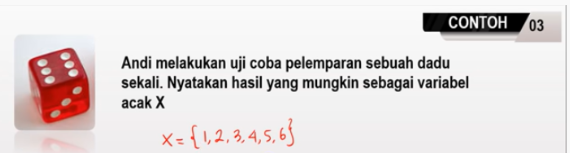 CONTOH 03
Andi melakukan uji coba pelemparan sebuah dadu
sekali. Nyatakan hasil yang mungkin sebagai variabel
acak X
X = {1,2,3,4,5,6}